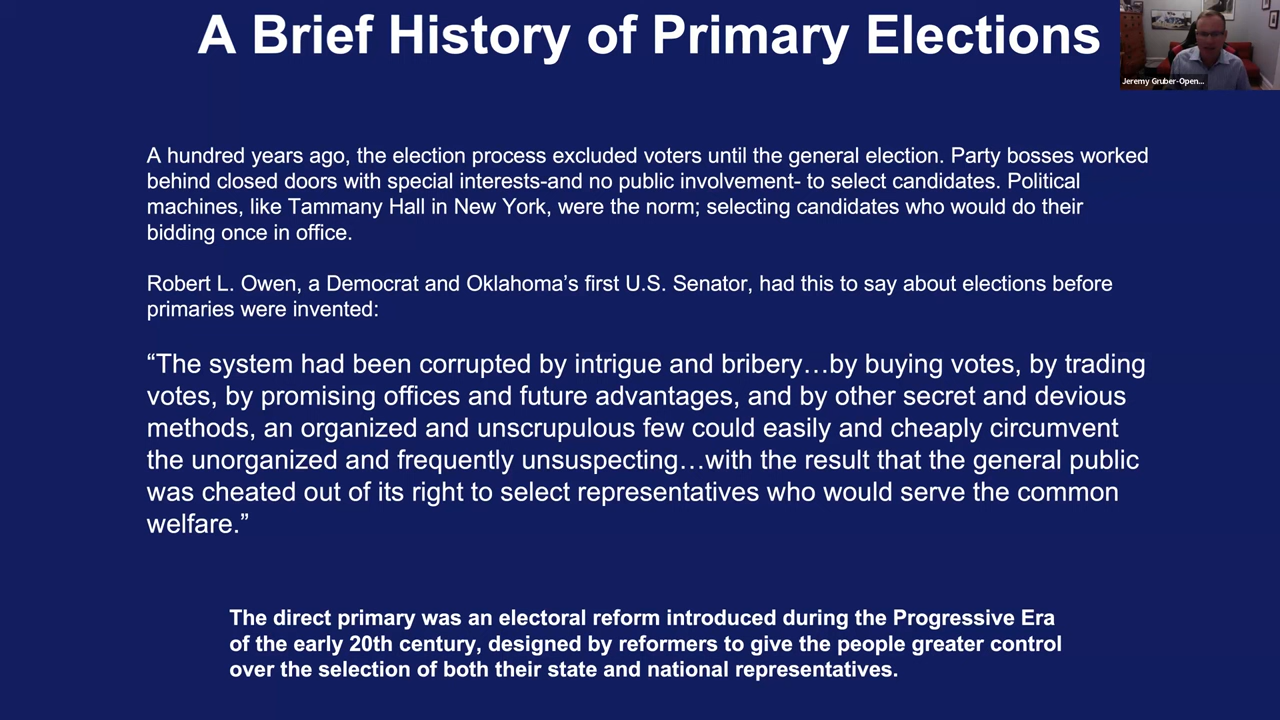 A Brief History of Primary Elections
Jeremy Gruber-Open...
A hundred years ago, the election process excluded voters until the general election. Party bosses worked
behind closed doors with special interests-and no public involvement- to select candidates. Political
machines, like Tammany Hall in New York, were the norm; selecting candidates who would do their
bidding once in office.
Robert L. Owen, a Democrat and Oklahoma’s first U.S. Senator, had this to say about elections before
primaries were invented:
“The system had been corrupted by intrigue and bribery…by buying votes, by trading
votes, by promising offices and future advantages, and by other secret and devious
methods, an organized and unscrupulous few could easily and cheaply circumvent
the unorganized and frequently unsuspecting…with the result that the general public
was cheated out of its right to select representatives who would serve the common
welfare.”
The direct primary was an electoral reform introduced during the Progressive Era
of the early 20th century, designed by reformers to give the people greater control
over the selection of both their state and national representatives.